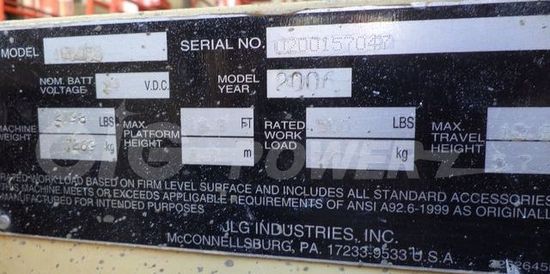 MODEL SERIAL NO. 0200157047
NOM. BATT. VOLTAGE V.D.C. MODEL YEAR 2006
MACHINE WEIGHT LBS kg MAX. PLATFORM HEIGHT FT m RATED WORK LOAD LBS kg MAX. TRAVEL HEIGHT
RATED WORK LOAD BASED ON FIRM LEVEL SURFACE AND INCLUDES ALL STANDARD ACCESSORIES.
THIS MACHINE MEETS OR EXCEEDS APPLICABLE REQUIREMENTS OF ANSI A92.6-1999 AS ORIGINALL
MANUFACTURED FOR INTENDED PURPOSES
JLG INDUSTRIES, INC.
McCONNELLSBURG, PA. 17233-9533 U.S.A.
POWER